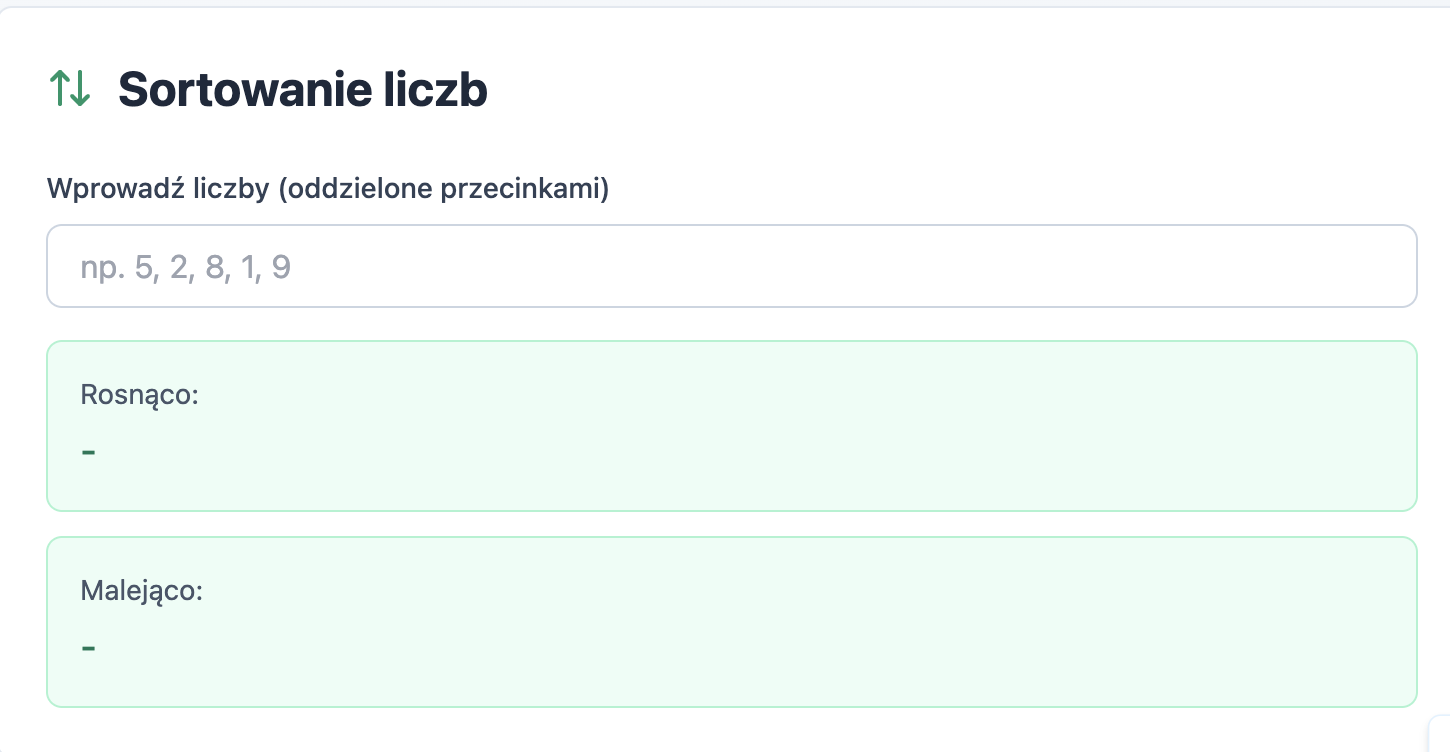 Sortowanie liczb
Wprowadź liczby (oddzielone przecinkami)
np. 5, 2, 8, 1, 9
Rosnąco:
-
Malejąco:
-